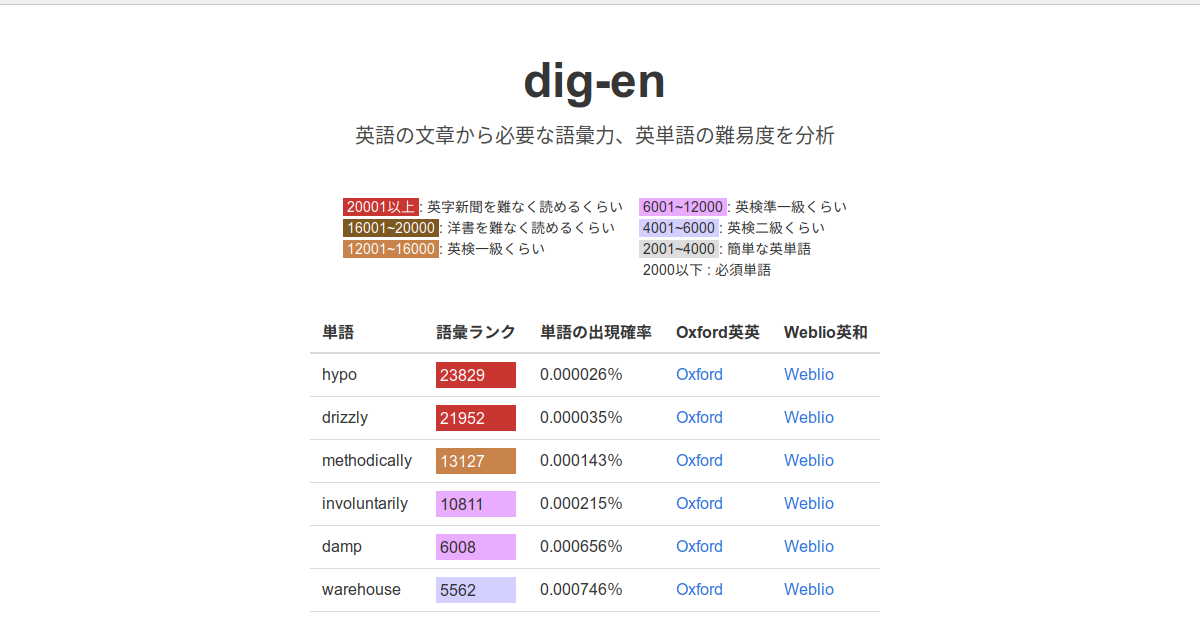 dig-en
英語の文章から必要な語彙力、英単語の難易度を分析
20001以上 : 英字新聞を難なく読めるくらい
16001~20000 : 洋書を難なく読めるくらい
12001~16000 : 英検一級くらい
6001~12000 : 英検準一級くらい
4001~6000 : 英検二級くらい
2001~4000 : 簡単な英単語
2000以下 : 必須単語
単語 語彙ランク 単語の出現確率 Oxford英英 Weblio英和
hypo 23829 0.000026% Oxford Weblio
drizzly 21952 0.000035% Oxford Weblio
methodically 13127 0.000143% Oxford Weblio
involuntarily 10811 0.000215% Oxford Weblio
damp 6008 0.000656% Oxford Weblio
warehouse 5562 0.000746% Oxford Weblio